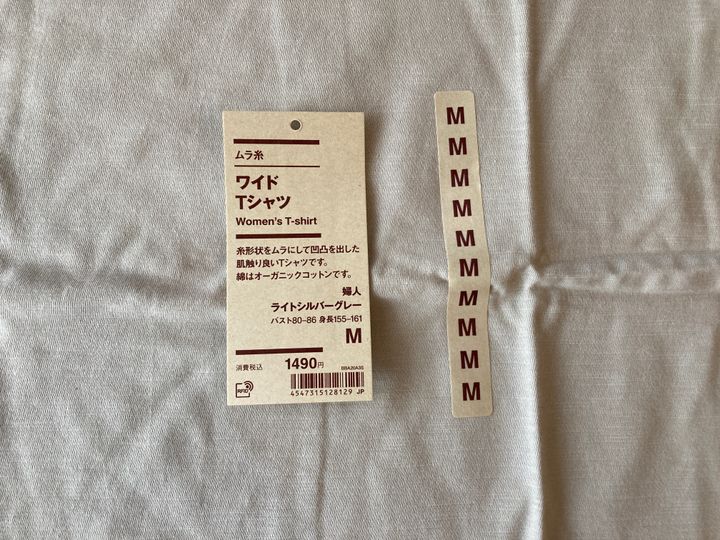 ムラ糸
ワイド
Tシャツ
Women's T-shirt
糸形状をムラにして凹凸を出した
肌触り良いTシャツです。
綿はオーガニックコットンです。
婦人
ライトシルバーグレー
バスト80–86 身長155–161
M
消費税込 1490円
BBA20A3S
RFID
4547315128129 JP
M
M
M
M
M
M
M
M
M
M